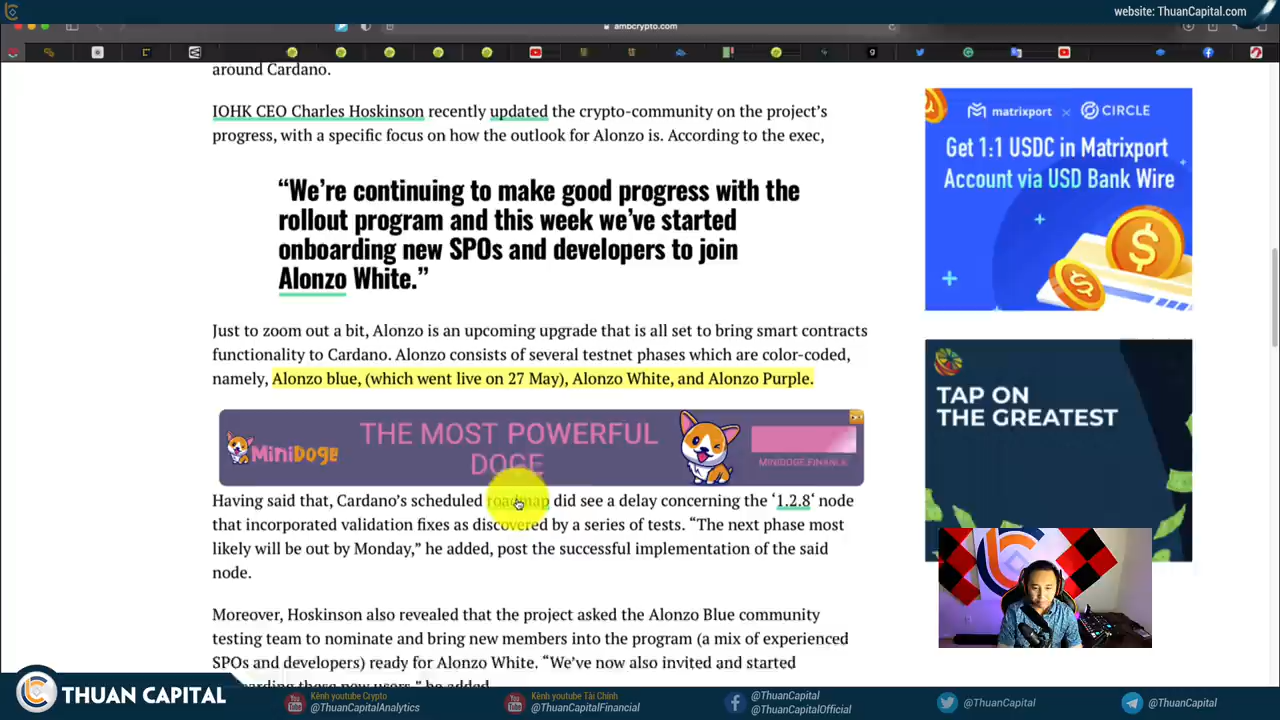 website: ThuanCapital.com
ambcrypto.com
around Cardano.
IOHK CEO Charles Hoskinson recently updated the crypto-community on the project's
progress, with a specific focus on how the outlook for Alonzo is. According to the exec,
“We're continuing to make good progress with the
rollout program and this week we've started
onboarding new SPOs and developers to join
Alonzo White.”
Just to zoom out a bit, Alonzo is an upcoming upgrade that is all set to bring smart contracts
functionality to Cardano. Alonzo consists of several testnet phases which are color-coded,
namely, Alonzo blue, (which went live on 27 May), Alonzo White, and Alonzo Purple.
MiniDoge
THE MOST POWERFUL
DOGE
MINIDOGE.FINANCE
Having said that, Cardano's scheduled roadmap did see a delay concerning the ‘1.2.8‘ node
that incorporated validation fixes as discovered by a series of tests. “The next phase most
likely will be out by Monday,” he added, post the successful implementation of the said
node.
Moreover, Hoskinson also revealed that the project asked the Alonzo Blue community
testing team to nominate and bring new members into the program (a mix of experienced
SPOs and developers) ready for Alonzo White. “We've now also invited and started
matrixport × CIRCLE
Get 1:1 USDC in Matrixport
Account via USD Bank Wire
TAP ON
THE GREATEST
THUAN CAPITAL
Kênh youtube Crypto
@ThuanCapitalAnalytics
Kênh youtube Tài Chính
@ThuanCapitalFinancial
@ThuanCapital
@ThuanCapitalOfficial
@ThuanCapital
@ThuanCapital